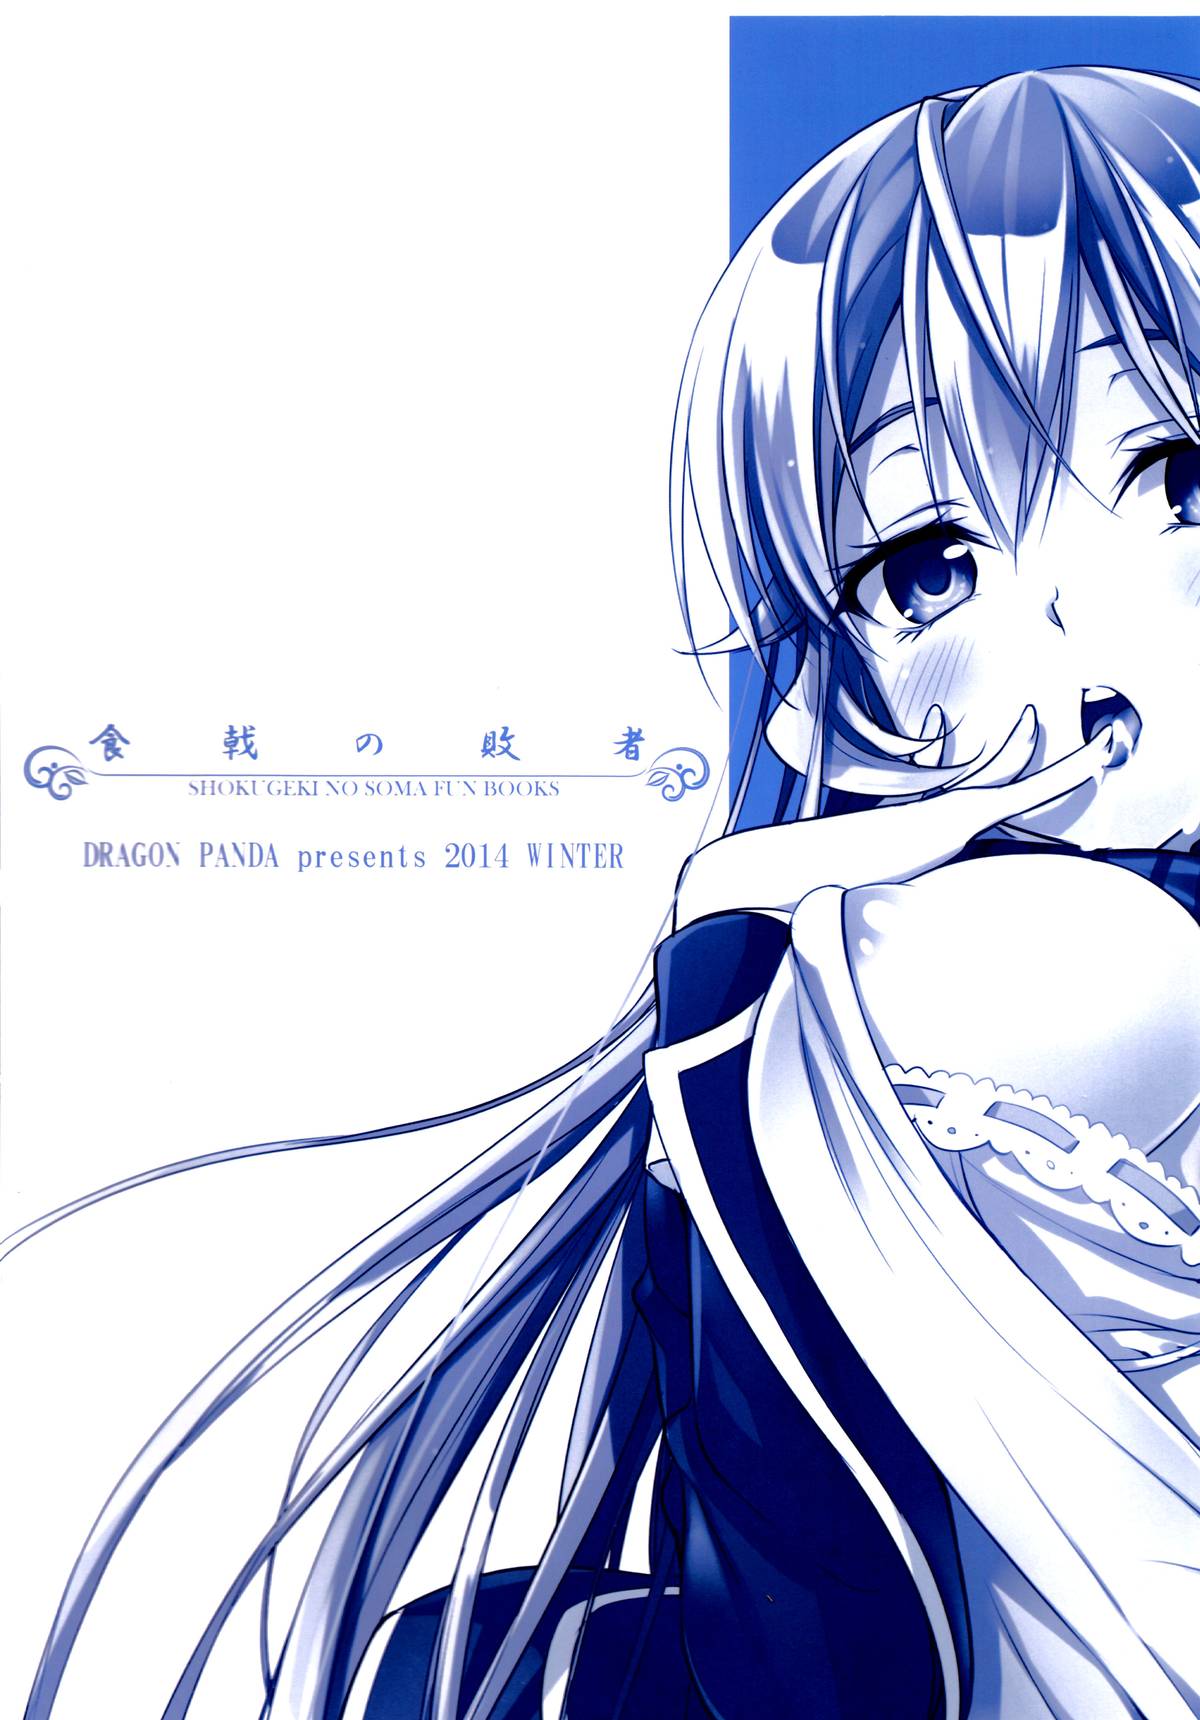 食戟の敗者
SHOKUGEKI NO SOMA FUN BOOKS
DRAGON PANDA presents 2014 WINTER